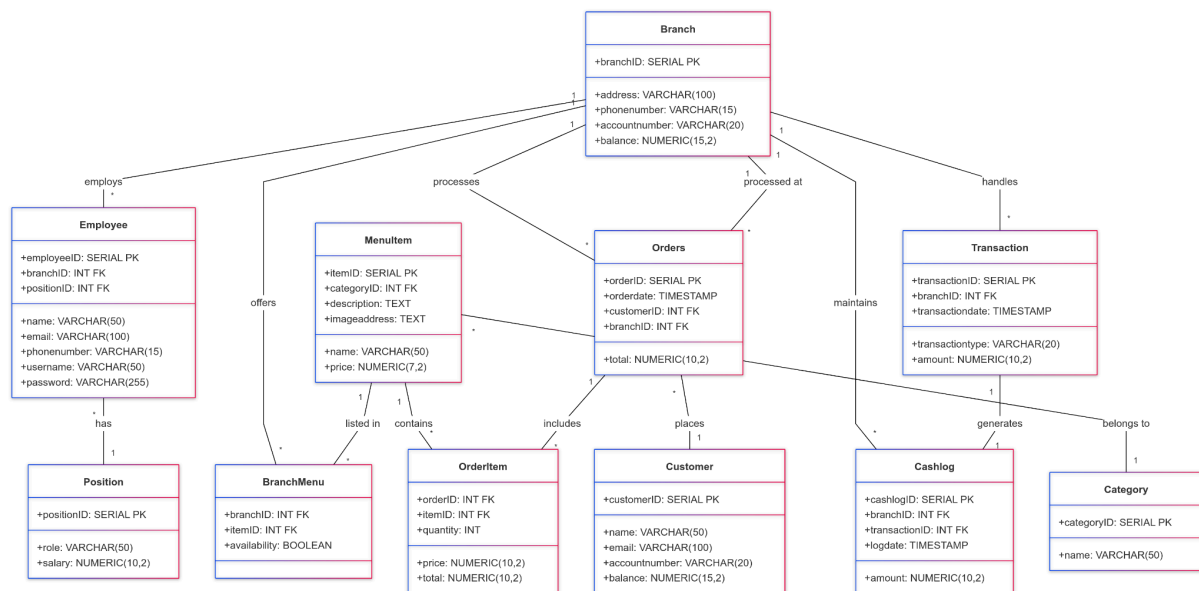 Branch
+branchID: SERIAL PK
+address: VARCHAR(100)
+phonenumber: VARCHAR(15)
+accountnumber: VARCHAR(20)
+balance: NUMERIC(15,2)
1
1
1
1
1
1
employs
processes
processed at
handles
*
*
*
*
Employee
+employeeID: SERIAL PK
+branchID: INT FK
+positionID: INT FK
+name: VARCHAR(50)
+email: VARCHAR(100)
+phonenumber: VARCHAR(15)
+username: VARCHAR(50)
+password: VARCHAR(255)
offers
MenuItem
+itemID: SERIAL PK
+categoryID: INT FK
+description: TEXT
+imageaddress: TEXT
+name: VARCHAR(50)
+price: NUMERIC(7,2)
*
Orders
+orderID: SERIAL PK
+orderdate: TIMESTAMP
+customerID: INT FK
+branchID: INT FK
+total: NUMERIC(10,2)
maintains
Transaction
+transactionID: SERIAL PK
+branchID: INT FK
+transactiondate: TIMESTAMP
+transactiontype: VARCHAR(20)
+amount: NUMERIC(10,2)
*
1
1
1
*
1
has
listed in
contains
includes
places
generates
belongs to
1
*
*
*
*
1
*
1
1
Position
+positionID: SERIAL PK
+role: VARCHAR(50)
+salary: NUMERIC(10,2)
BranchMenu
+branchID: INT FK
+itemID: INT FK
+availability: BOOLEAN
OrderItem
+orderID: INT FK
+itemID: INT FK
+quantity: INT
+price: NUMERIC(10,2)
+total: NUMERIC(10,2)
Customer
+customerID: SERIAL PK
+name: VARCHAR(50)
+email: VARCHAR(100)
+accountnumber: VARCHAR(20)
+balance: NUMERIC(15,2)
Cashlog
+cashlogID: SERIAL PK
+branchID: INT FK
+transactionID: INT FK
+logdate: TIMESTAMP
+amount: NUMERIC(10,2)
Category
+categoryID: SERIAL PK
+name: VARCHAR(50)